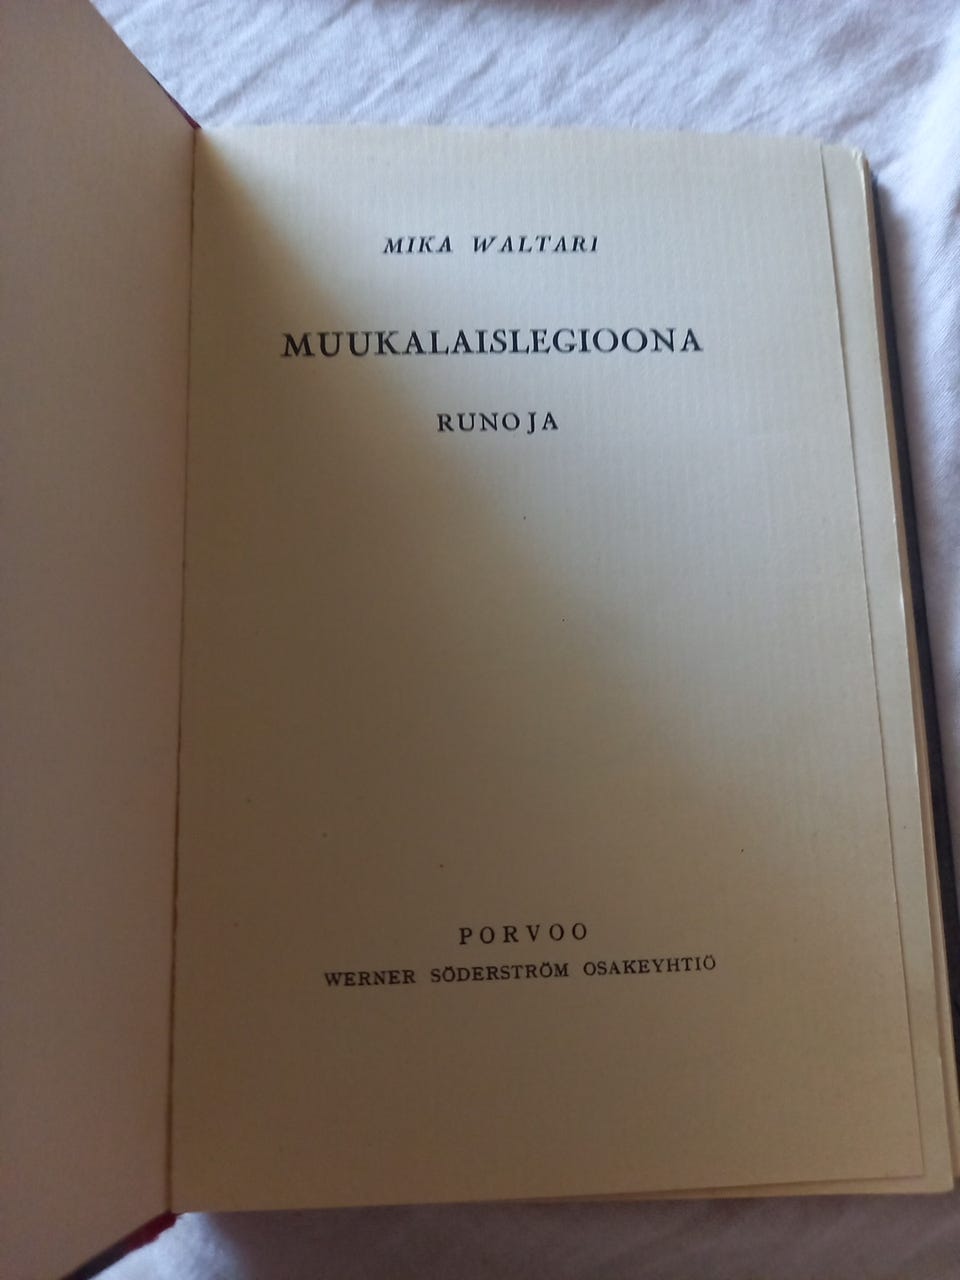 MIKA WALTARI
MUUKALAISLEGIOONA
RUNOJA
PORVOO
WERNER SÖDERSTRÖM OSAKEYHTIÖ